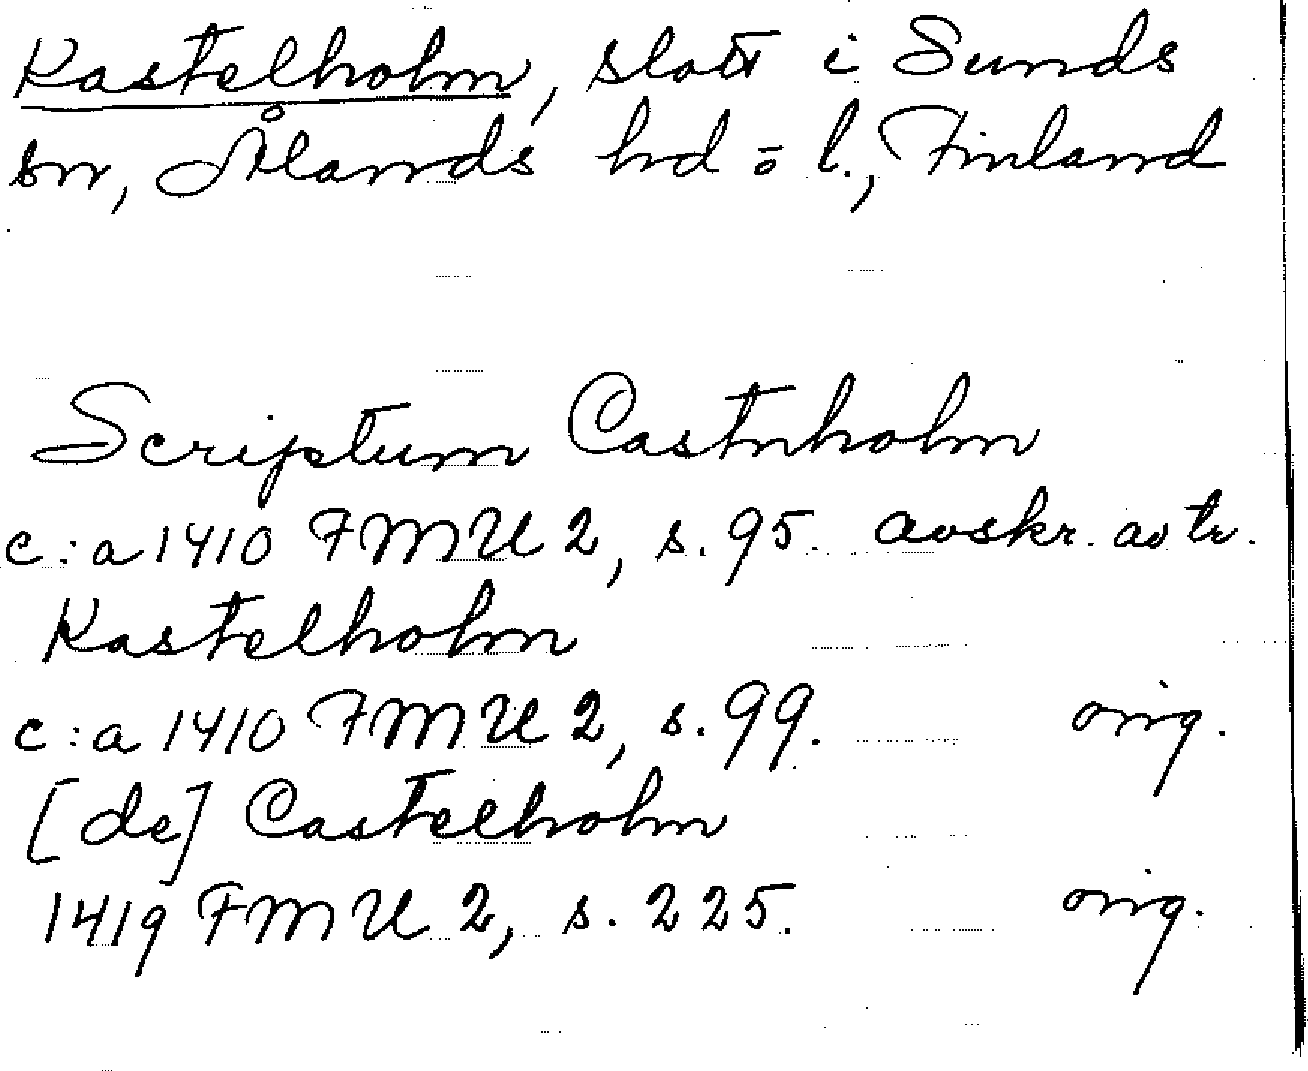 Kastelholm, slott i Sunds
sn, Ålands hd o l., Finland
Scriptum Castnholm
c:a 1410 FMU 2, s. 95. avskr. av tr.
Kastelholm
c:a 1410 FMU 2, s. 99. orig.
[de] Castelholm
1419 FMU 2, s. 225. orig.